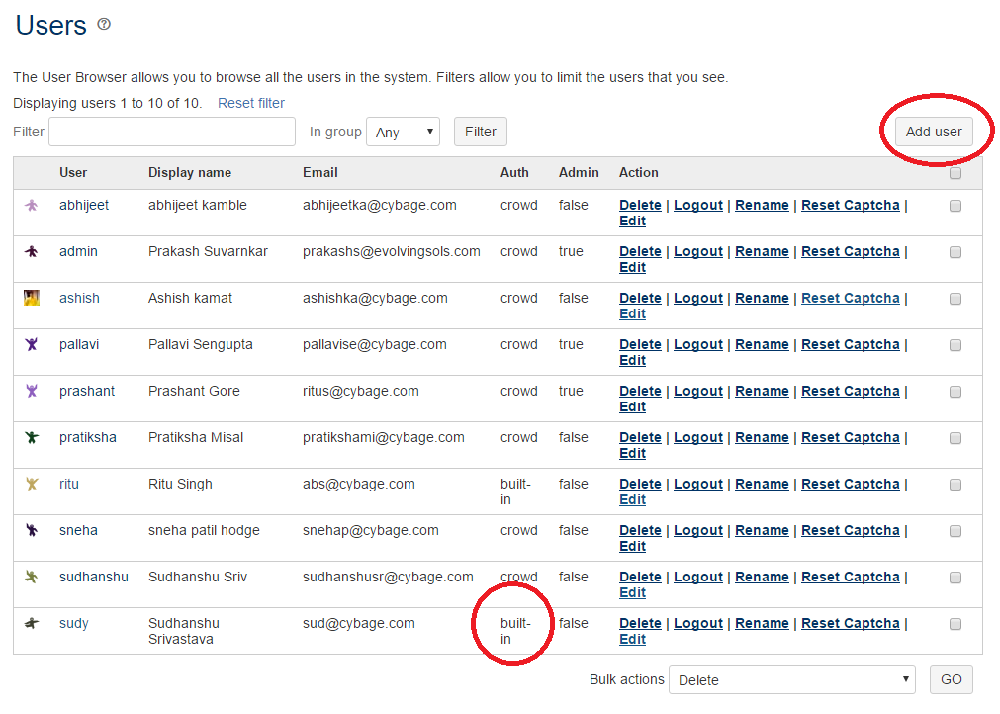 Users ?
The User Browser allows you to browse all the users in the system. Filters allow you to limit the users that you see.
Displaying users 1 to 10 of 10. Reset filter
Filter In group Any Filter Add user
User Display name Email Auth Admin Action
abhijeet abhijeet kamble abhijeetka@cybage.com crowd false Delete | Logout | Rename | Reset Captcha |
Edit
admin Prakash Suvarnkar prakashs@evolvingsols.com crowd true Delete | Logout | Rename | Reset Captcha |
Edit
ashish Ashish kamat ashishka@cybage.com crowd false Delete | Logout | Rename | Reset Captcha |
Edit
pallavi Pallavi Sengupta pallavise@cybage.com crowd true Delete | Logout | Rename | Reset Captcha |
Edit
prashant Prashant Gore ritus@cybage.com crowd true Delete | Logout | Rename | Reset Captcha |
Edit
pratiksha Pratiksha Misal pratikshami@cybage.com crowd false Delete | Logout | Rename | Reset Captcha |
Edit
ritu Ritu Singh abs@cybage.com built- false Delete | Logout | Rename | Reset Captcha |
in Edit
sneha sneha patil hodge snehap@cybage.com crowd false Delete | Logout | Rename | Reset Captcha |
Edit
sudhanshu Sudhanshu Sriv sudhanshusr@cybage.com crowd false Delete | Logout | Rename | Reset Captcha |
Edit
sudy Sudhanshu sud@cybage.com built- false Delete | Logout | Rename | Reset Captcha |
Srivastava in Edit
Bulk actions Delete GO